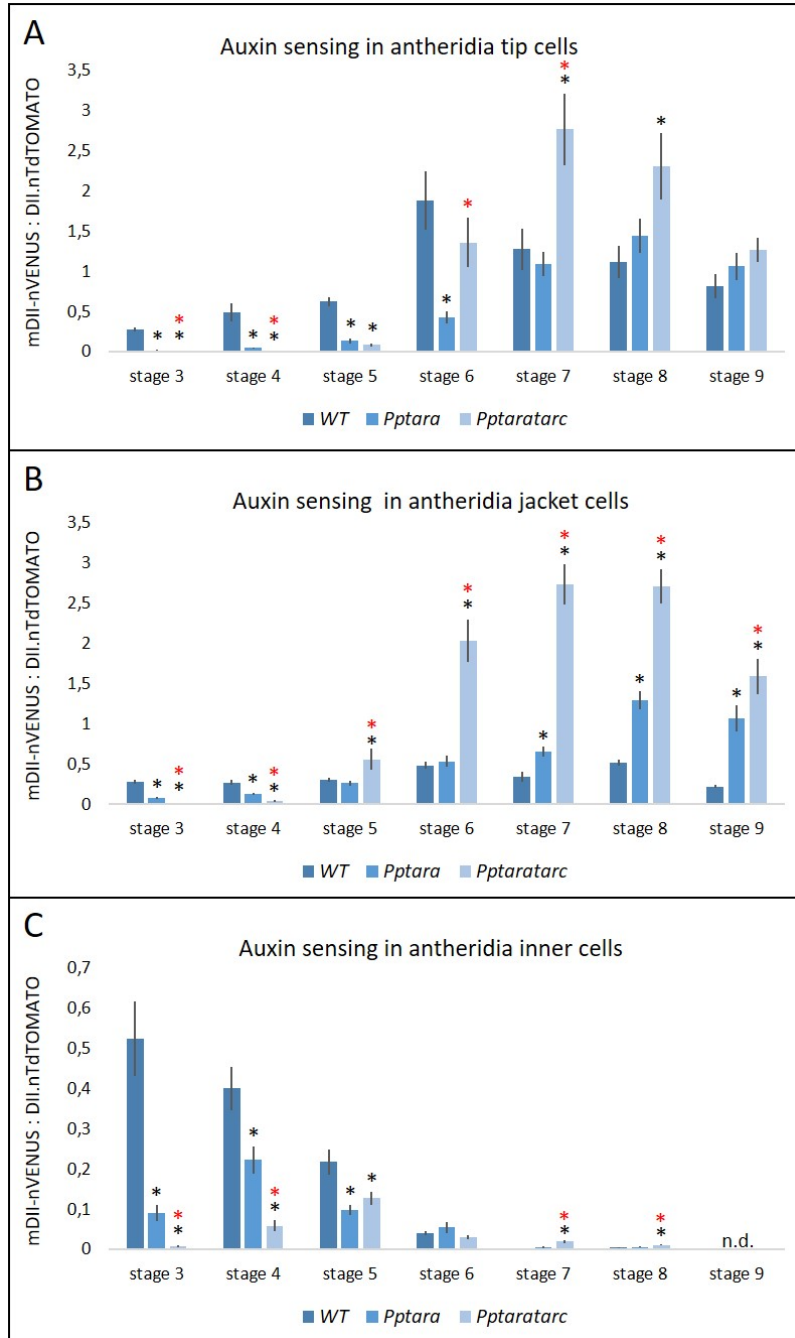 A
Auxin sensing in antheridia tip cells
mDII-nVENUS : DII.nTdTOMATO
3,5
3
2,5
2
1,5
1
0,5
0
* * *
* * *
* *
* *
* *
*
stage 3 stage 4 stage 5 stage 6 stage 7 stage 8 stage 9
WT Pptara Pptaratarc
B
Auxin sensing in antheridia jacket cells
mDII-nVENUS : DII.nTdTOMATO
3,5
3
2,5
2
1,5
1
0,5
0
* * *
* * *
* *
* *
* * *
* * *
* * *
stage 3 stage 4 stage 5 stage 6 stage 7 stage 8 stage 9
WT Pptara Pptaratarc
C
Auxin sensing in antheridia inner cells
mDII-nVENUS : DII.nTdTOMATO
0,7
0,6
0,5
0,4
0,3
0,2
0,1
0
* * *
* * *
* *
* *
* *
n.d.
stage 3 stage 4 stage 5 stage 6 stage 7 stage 8 stage 9
WT Pptara Pptaratarc